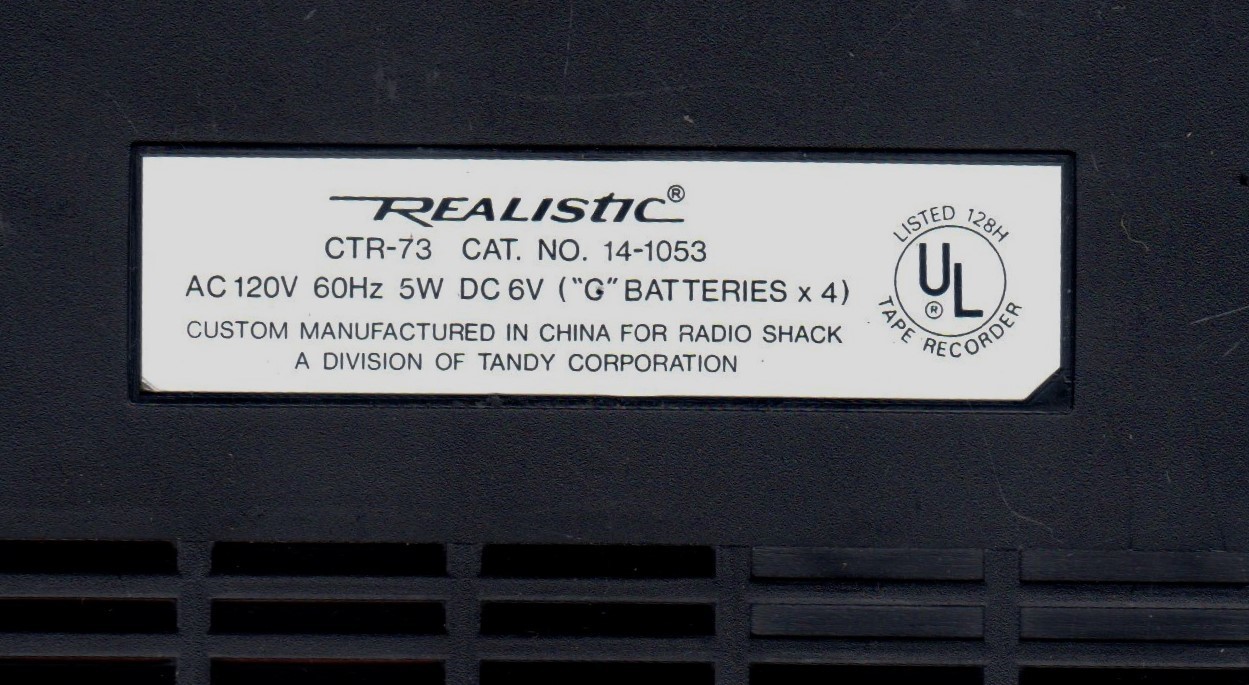 REALISTIC®
CTR-73 CAT. NO. 14-1053
AC 120V 60Hz 5W DC 6V ("G" BATTERIES x 4)
CUSTOM MANUFACTURED IN CHINA FOR RADIO SHACK
A DIVISION OF TANDY CORPORATION
LISTED 128H
UL®
TAPE RECORDER